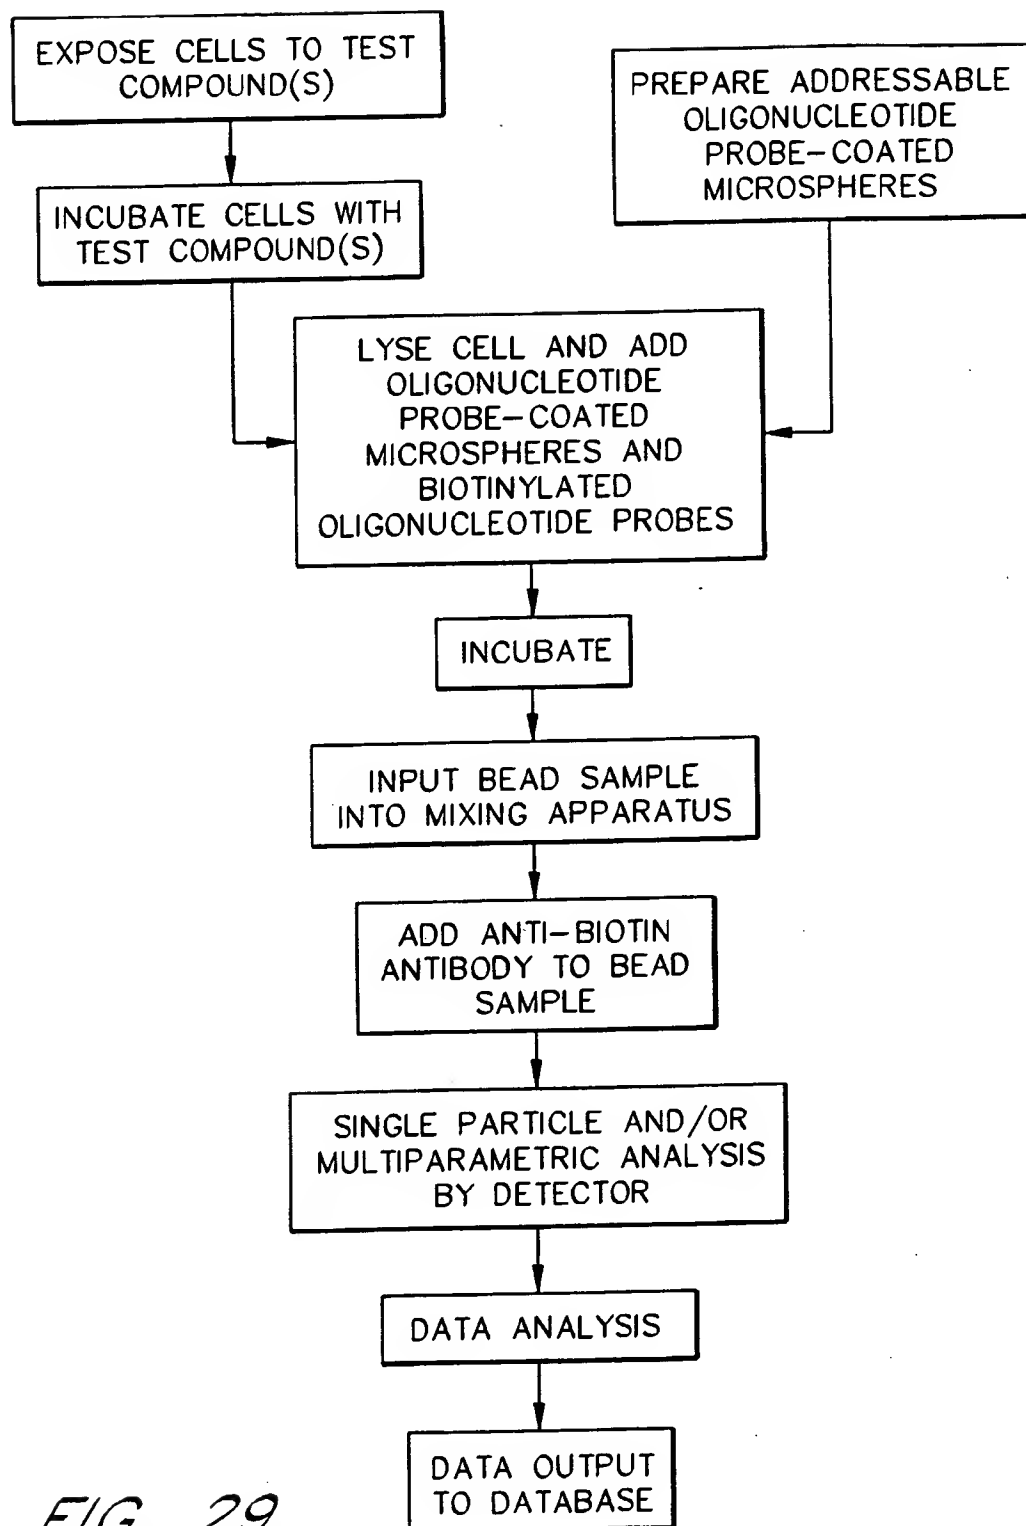 EXPOSE CELLS TO TEST
COMPOUND(S)
PREPARE ADDRESSABLE
OLIGONUCLEOTIDE
PROBE-COATED
MICROSPHERES
INCUBATE CELLS WITH
TEST COMPOUND(S)
LYSE CELL AND ADD
OLIGONUCLEOTIDE
PROBE-COATED
MICROSPHERES AND
BIOTINYLATED
OLIGONUCLEOTIDE PROBES
INCUBATE
INPUT BEAD SAMPLE
INTO MIXING APPARATUS
ADD ANTI-BIOTIN
ANTIBODY TO BEAD
SAMPLE
SINGLE PARTICLE AND/OR
MULTIPARAMETRIC ANALYSIS
BY DETECTOR
DATA ANALYSIS
DATA OUTPUT
TO DATABASE
FIG. 29